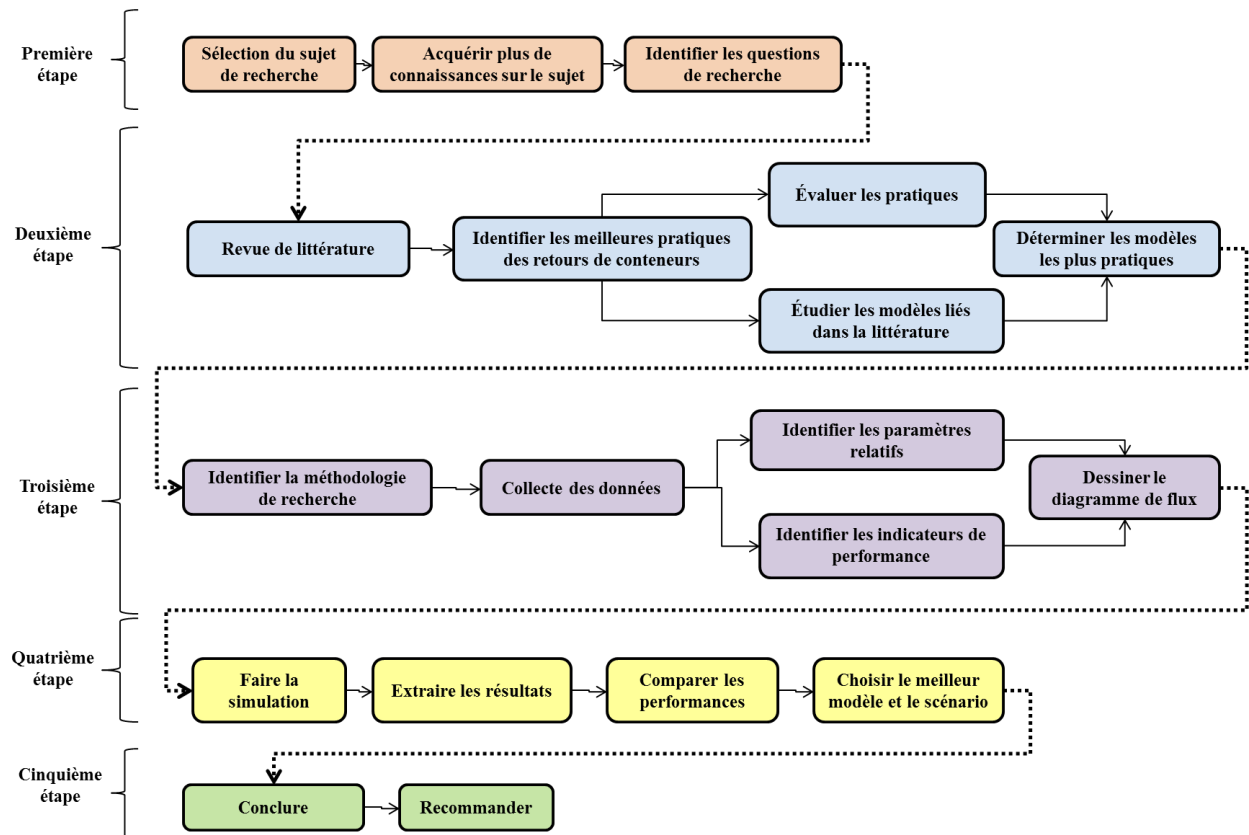 Première
étape
Sélection du sujet
de recherche
Acquérir plus de
connaissances sur le sujet
Identifier les questions
de recherche
Deuxième
étape
Revue de littérature
Identifier les meilleures pratiques
des retours de conteneurs
Évaluer les pratiques
Étudier les modèles liés
dans la littérature
Déterminer les modèles
les plus pratiques
Troisième
étape
Identifier la méthodologie
de recherche
Collecte des données
Identifier les paramètres
relatifs
Identifier les indicateurs de
performance
Dessiner le
diagramme de flux
Quatrième
étape
Faire la
simulation
Extraire les résultats
Comparer les
performances
Choisir le meilleur
modèle et le scénario
Cinquième
étape
Conclure
Recommander